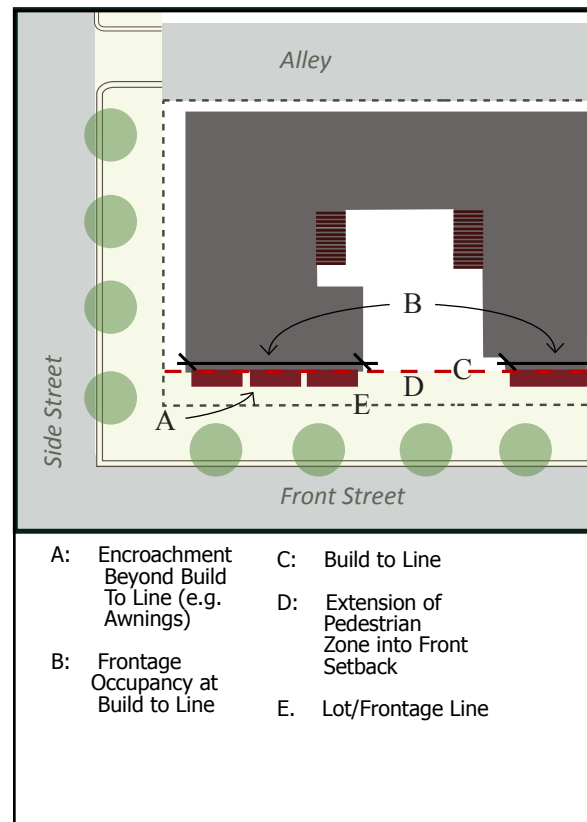 Alley
B
C
D
E
A
Side Street
Front Street
A: Encroachment
Beyond Build
To Line (e.g.
Awnings)
B: Frontage
Occupancy at
Build to Line
C: Build to Line
D: Extension of
Pedestrian
Zone into Front
Setback
E. Lot/Frontage Line